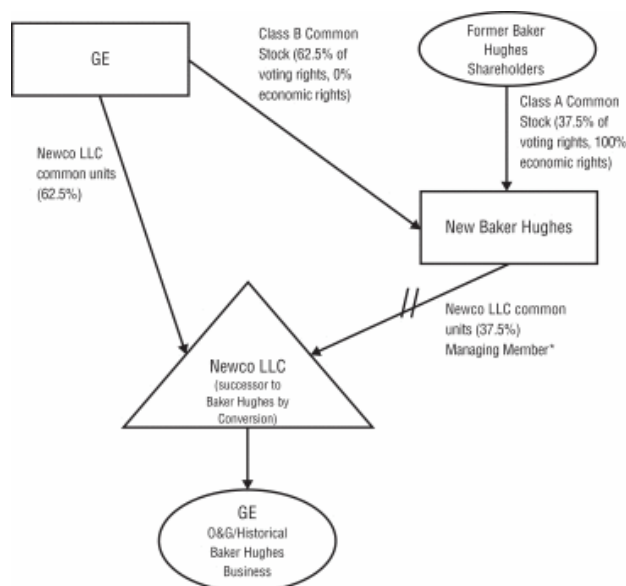 GE
Class B Common
Stock (62.5% of
voting rights, 0%
economic rights)
Former Baker
Hughes
Shareholders
Class A Common
Stock (37.5% of
voting rights, 100%
economic rights)
Newco LLC
common units
(62.5%)
New Baker Hughes
Newco LLC common
units (37.5%)
Managing Member*
Newco LLC
(successor to
Baker Hughes by
Conversion)
GE
O&G/Historical
Baker Hughes
Business